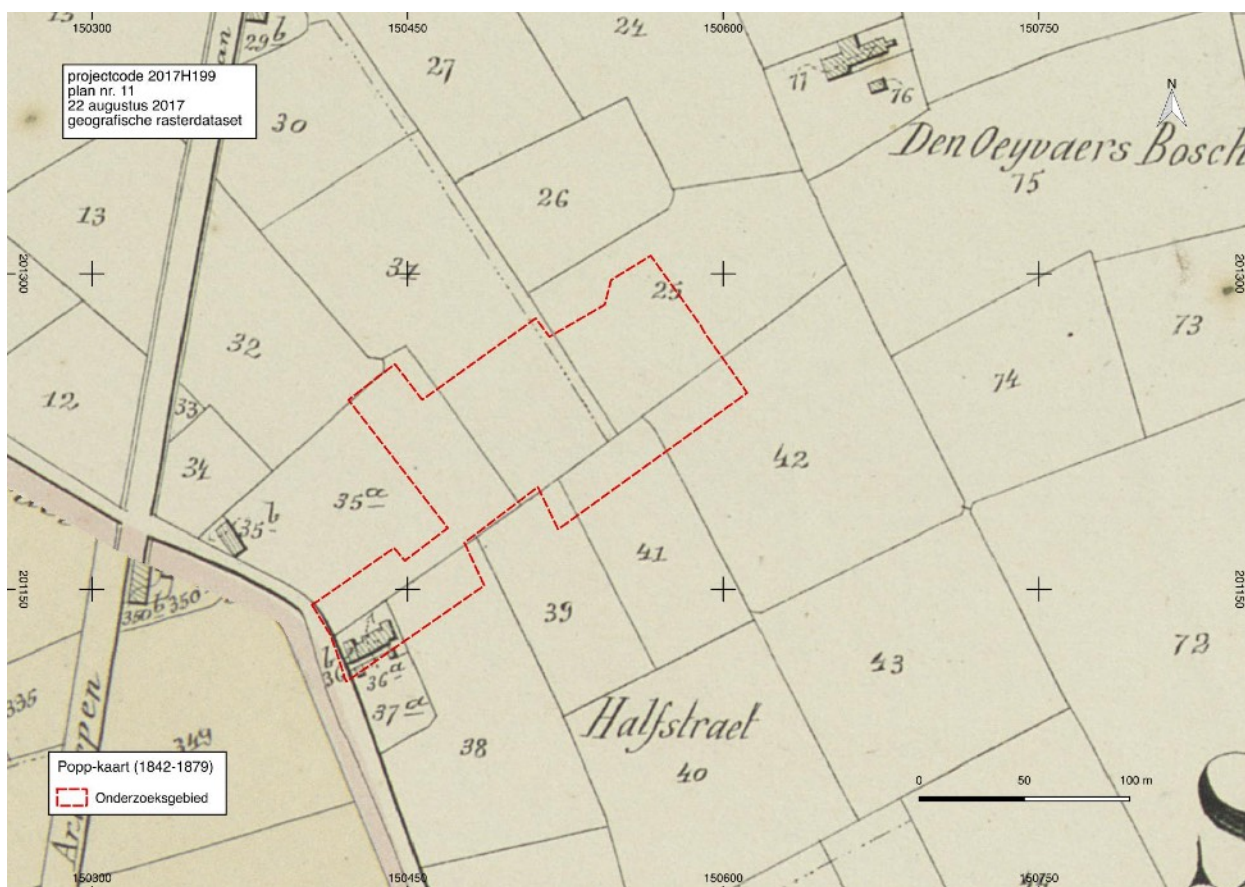 150300
150450
150600
150750
projectcode 2017H199
plan nr. 11
22 augustus 2017
geografische rasterdataset
29 b
27
24
77
76
N
30
Den Oeyvaers Bosch
75
13
26
201300
201300
25
73
32
74
12
33
34
42
35 a
35 b
41
201150
201150
350 b
350
39
72
43
36 a
37 a
335
349
Halfstraet
38
40
Popp-kaart (1842-1879)
Onderzoeksgebied
0 50 100 m
150300
150450
150600
150750